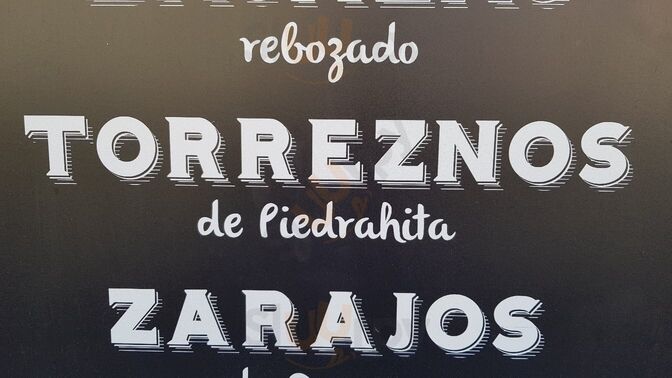 rebozado
TORREZNOS
de Piedrahita
ZARAJOS